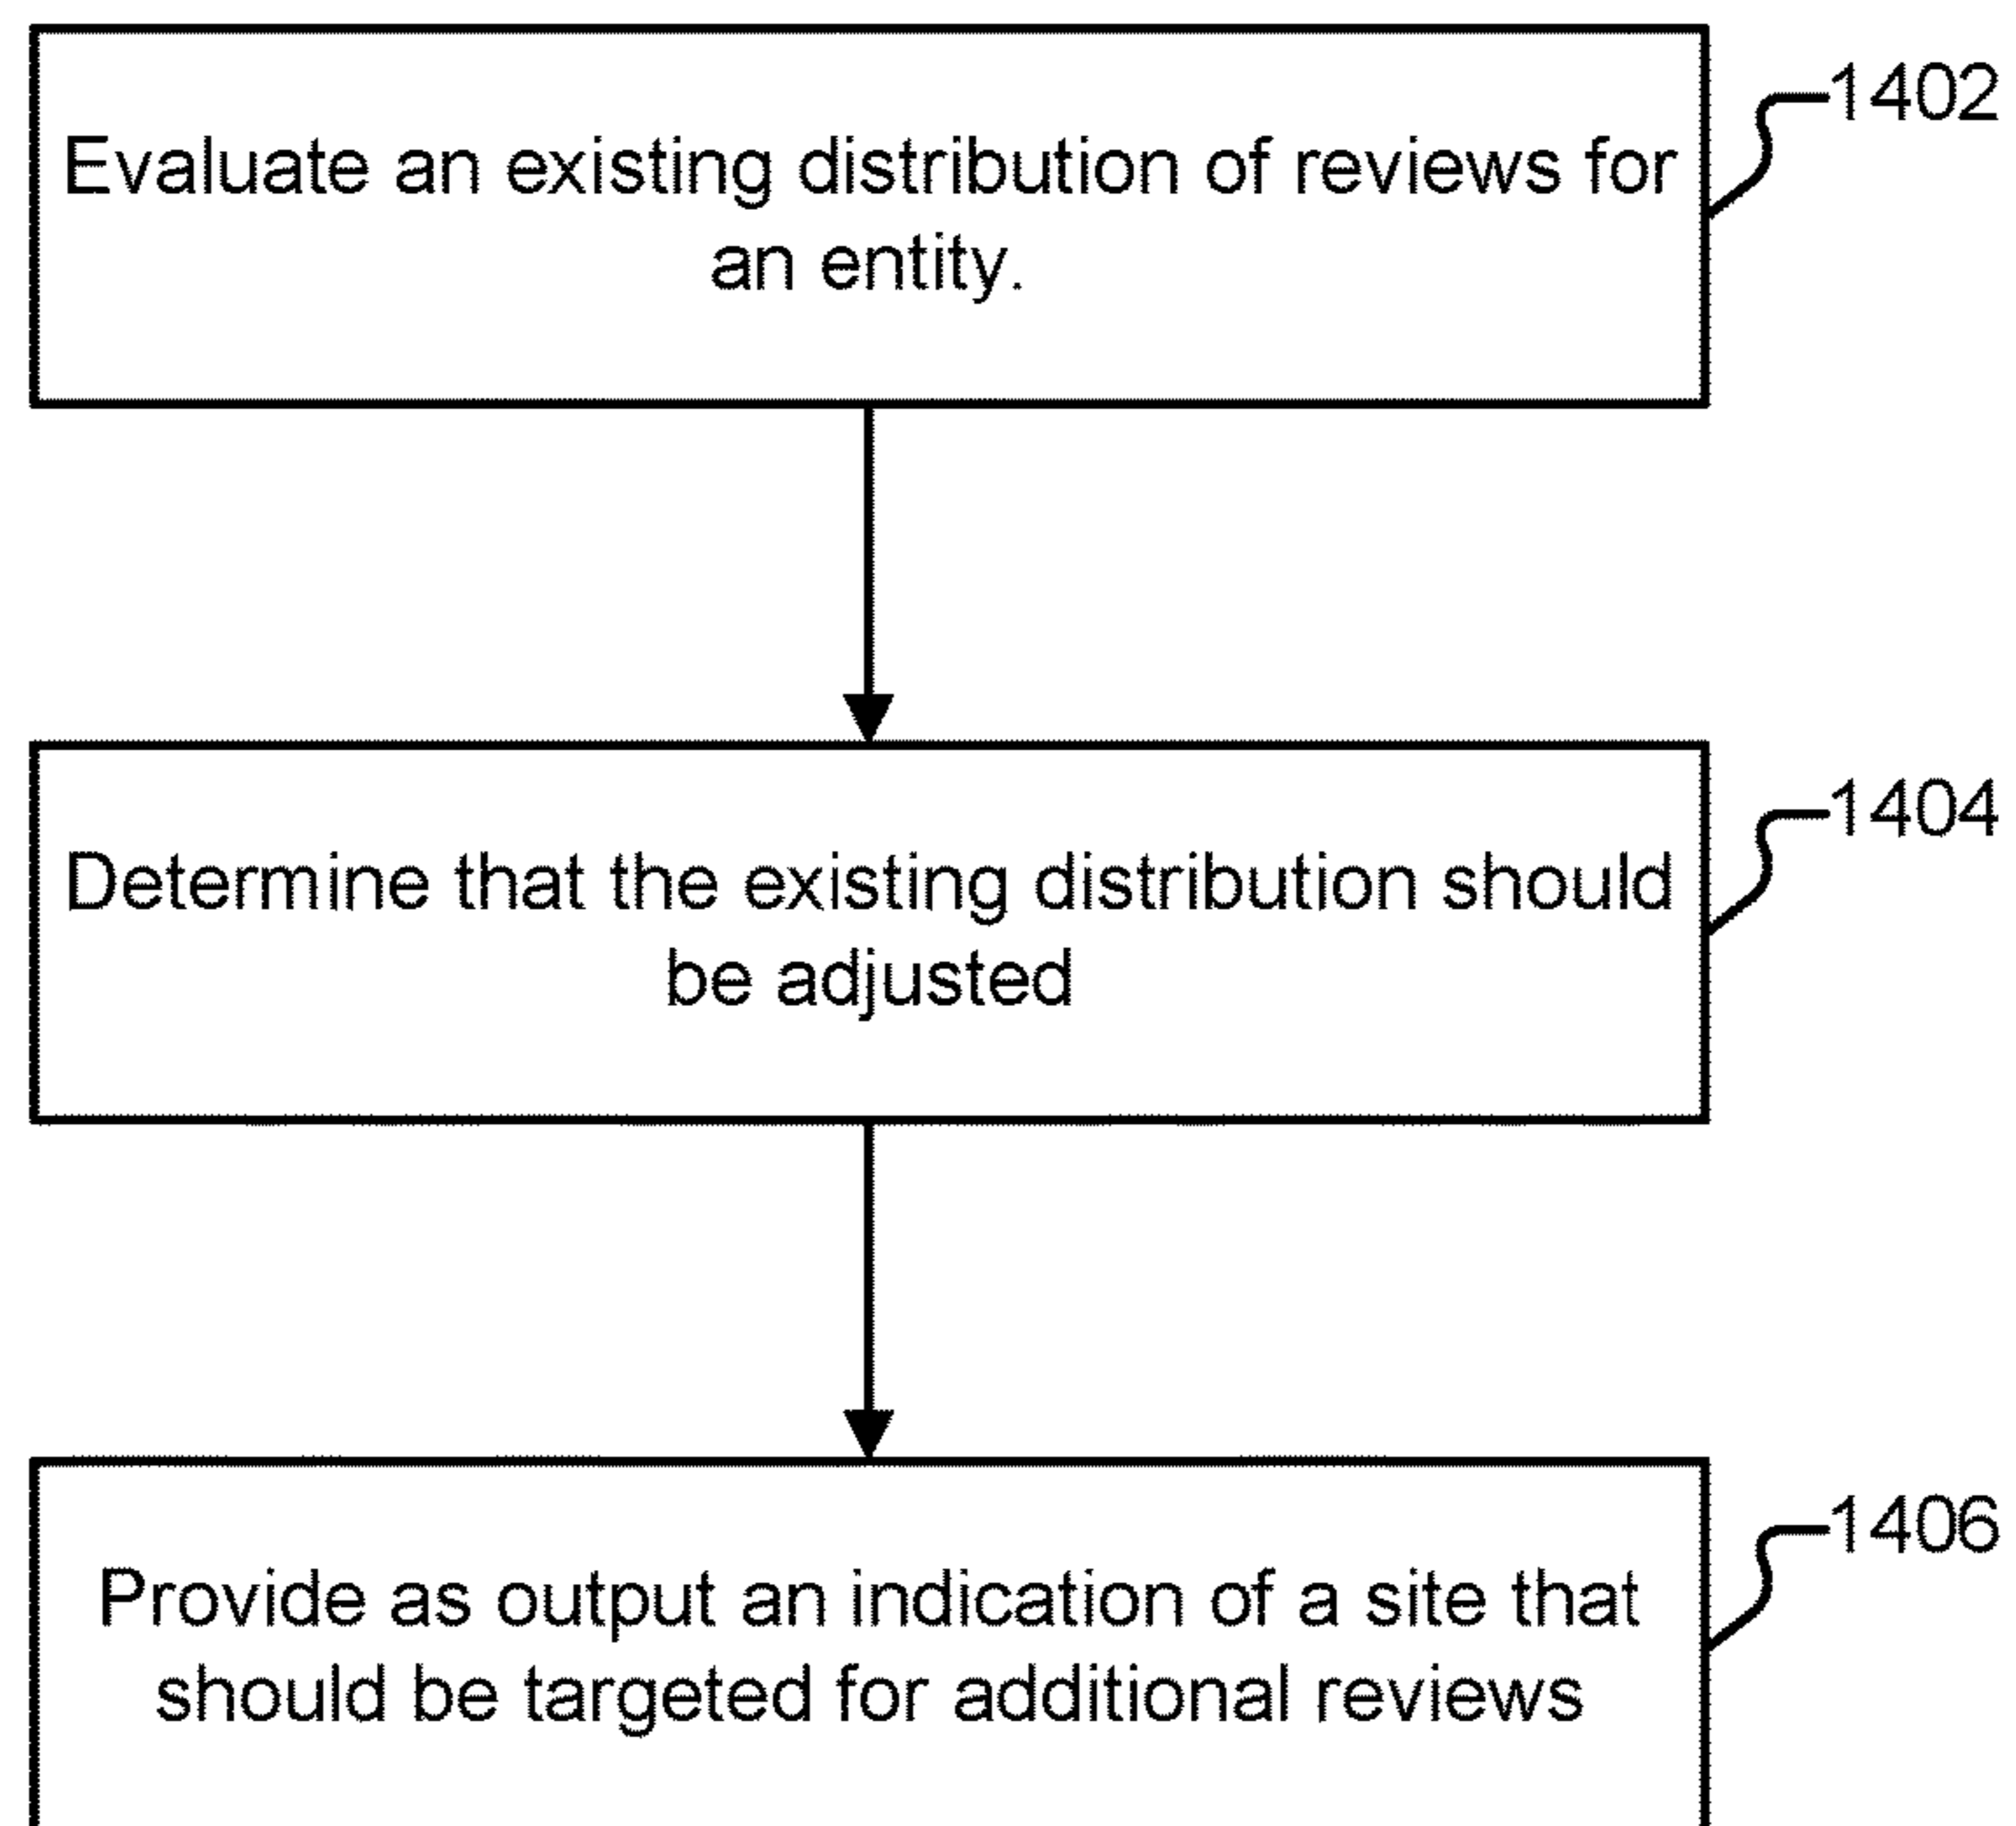 1402
Evaluate an existing distribution of reviews for
an entity.
1404
Determine that the existing distribution should
be adjusted
1406
Provide as output an indication of a site that
should be targeted for additional reviews